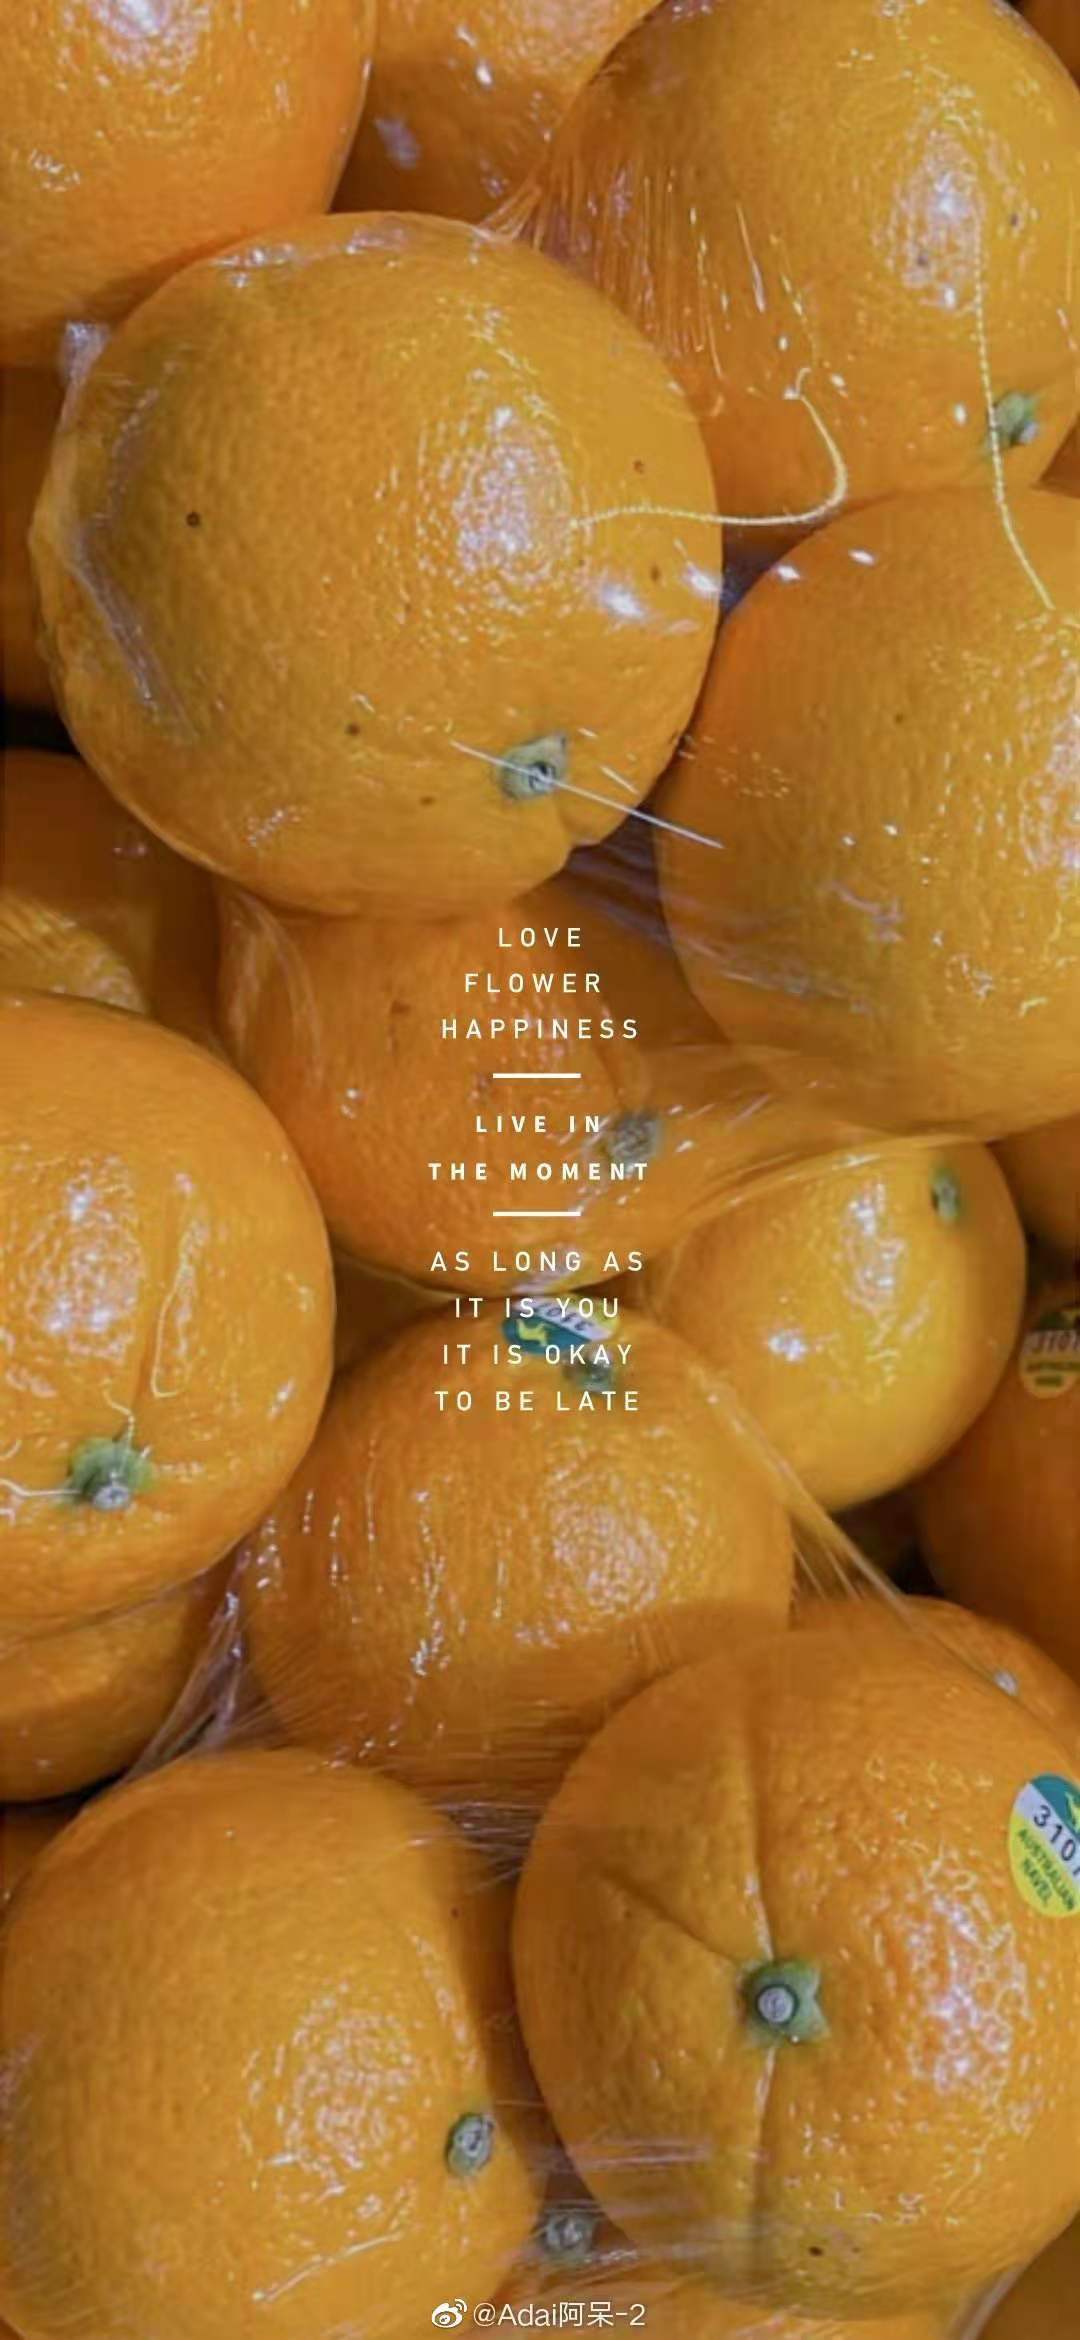 LOVE
FLOWER
HAPPINESS
LIVE IN
THE MOMENT
AS LONG AS
IT IS YOU
IT IS OKAY
TO BE LATE
310
AUSTRALIAN
NAVEL
@Adai阿呆-2